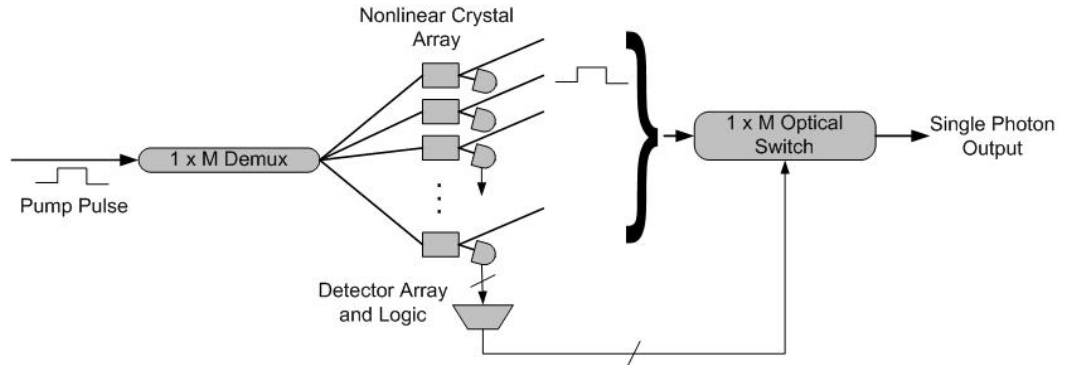 Nonlinear Crystal
Array
1 x M Demux
Pump Pulse
1 x M Optical
Switch
Single Photon
Output
Detector Array
and Logic